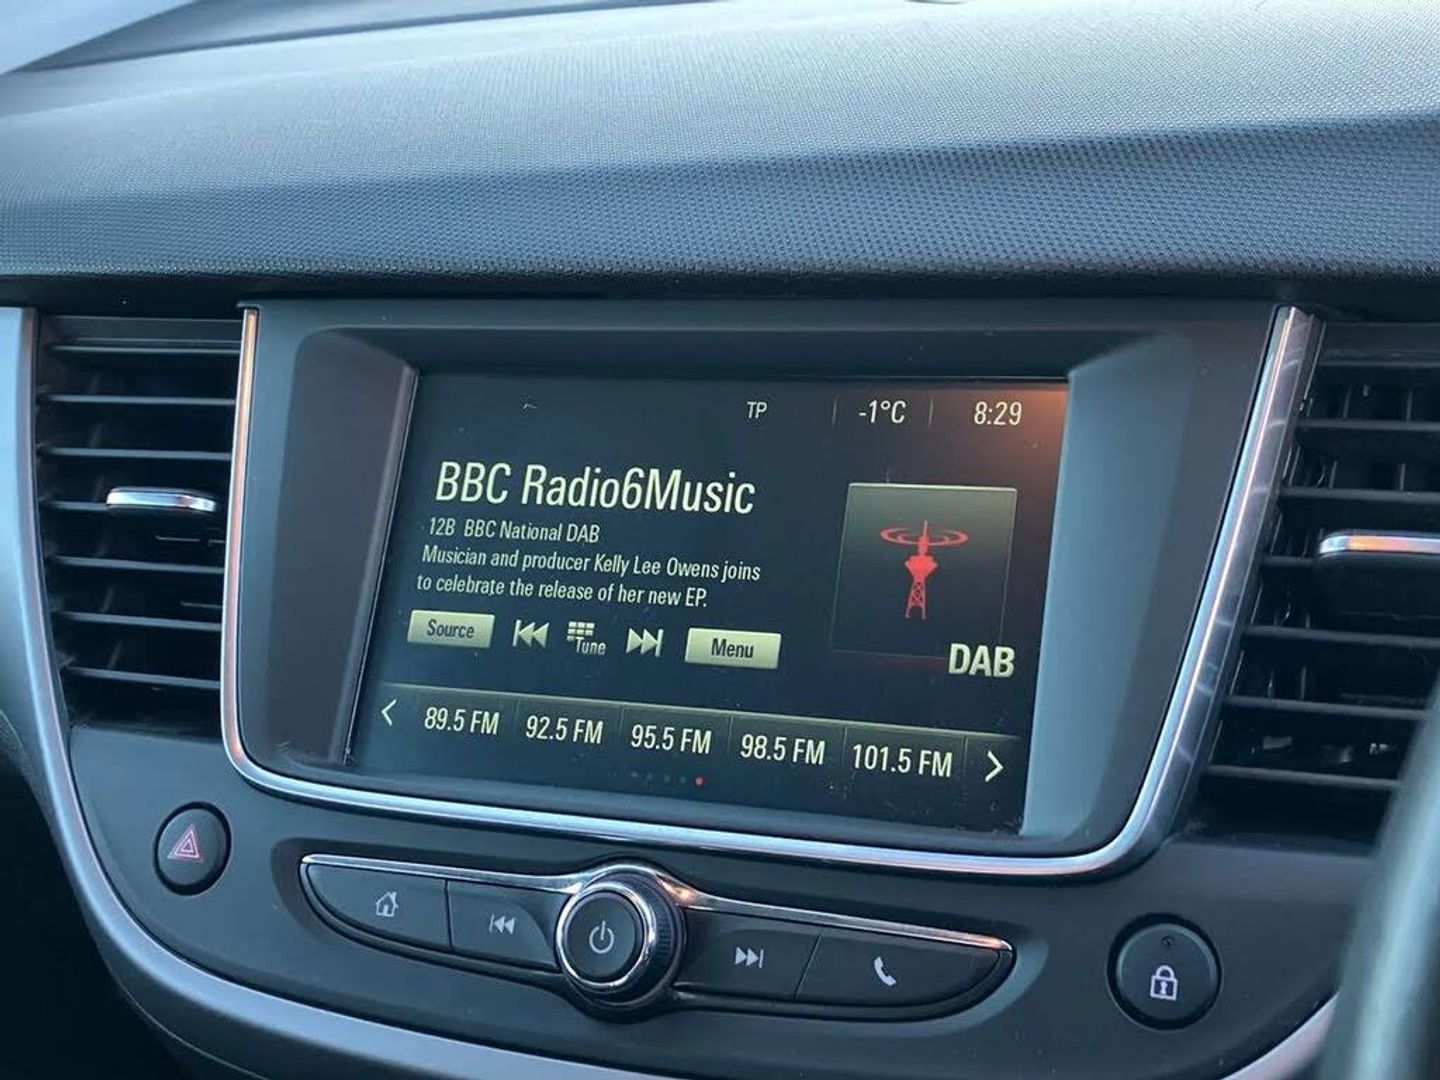 TP -1°C 8:29
BBC Radio6Music
12B BBC National DAB
Musician and producer Kelly Lee Owens joins
to celebrate the release of her new EP.
Source Tune Menu
DAB
89.5 FM 92.5 FM 95.5 FM 98.5 FM 101.5 FM